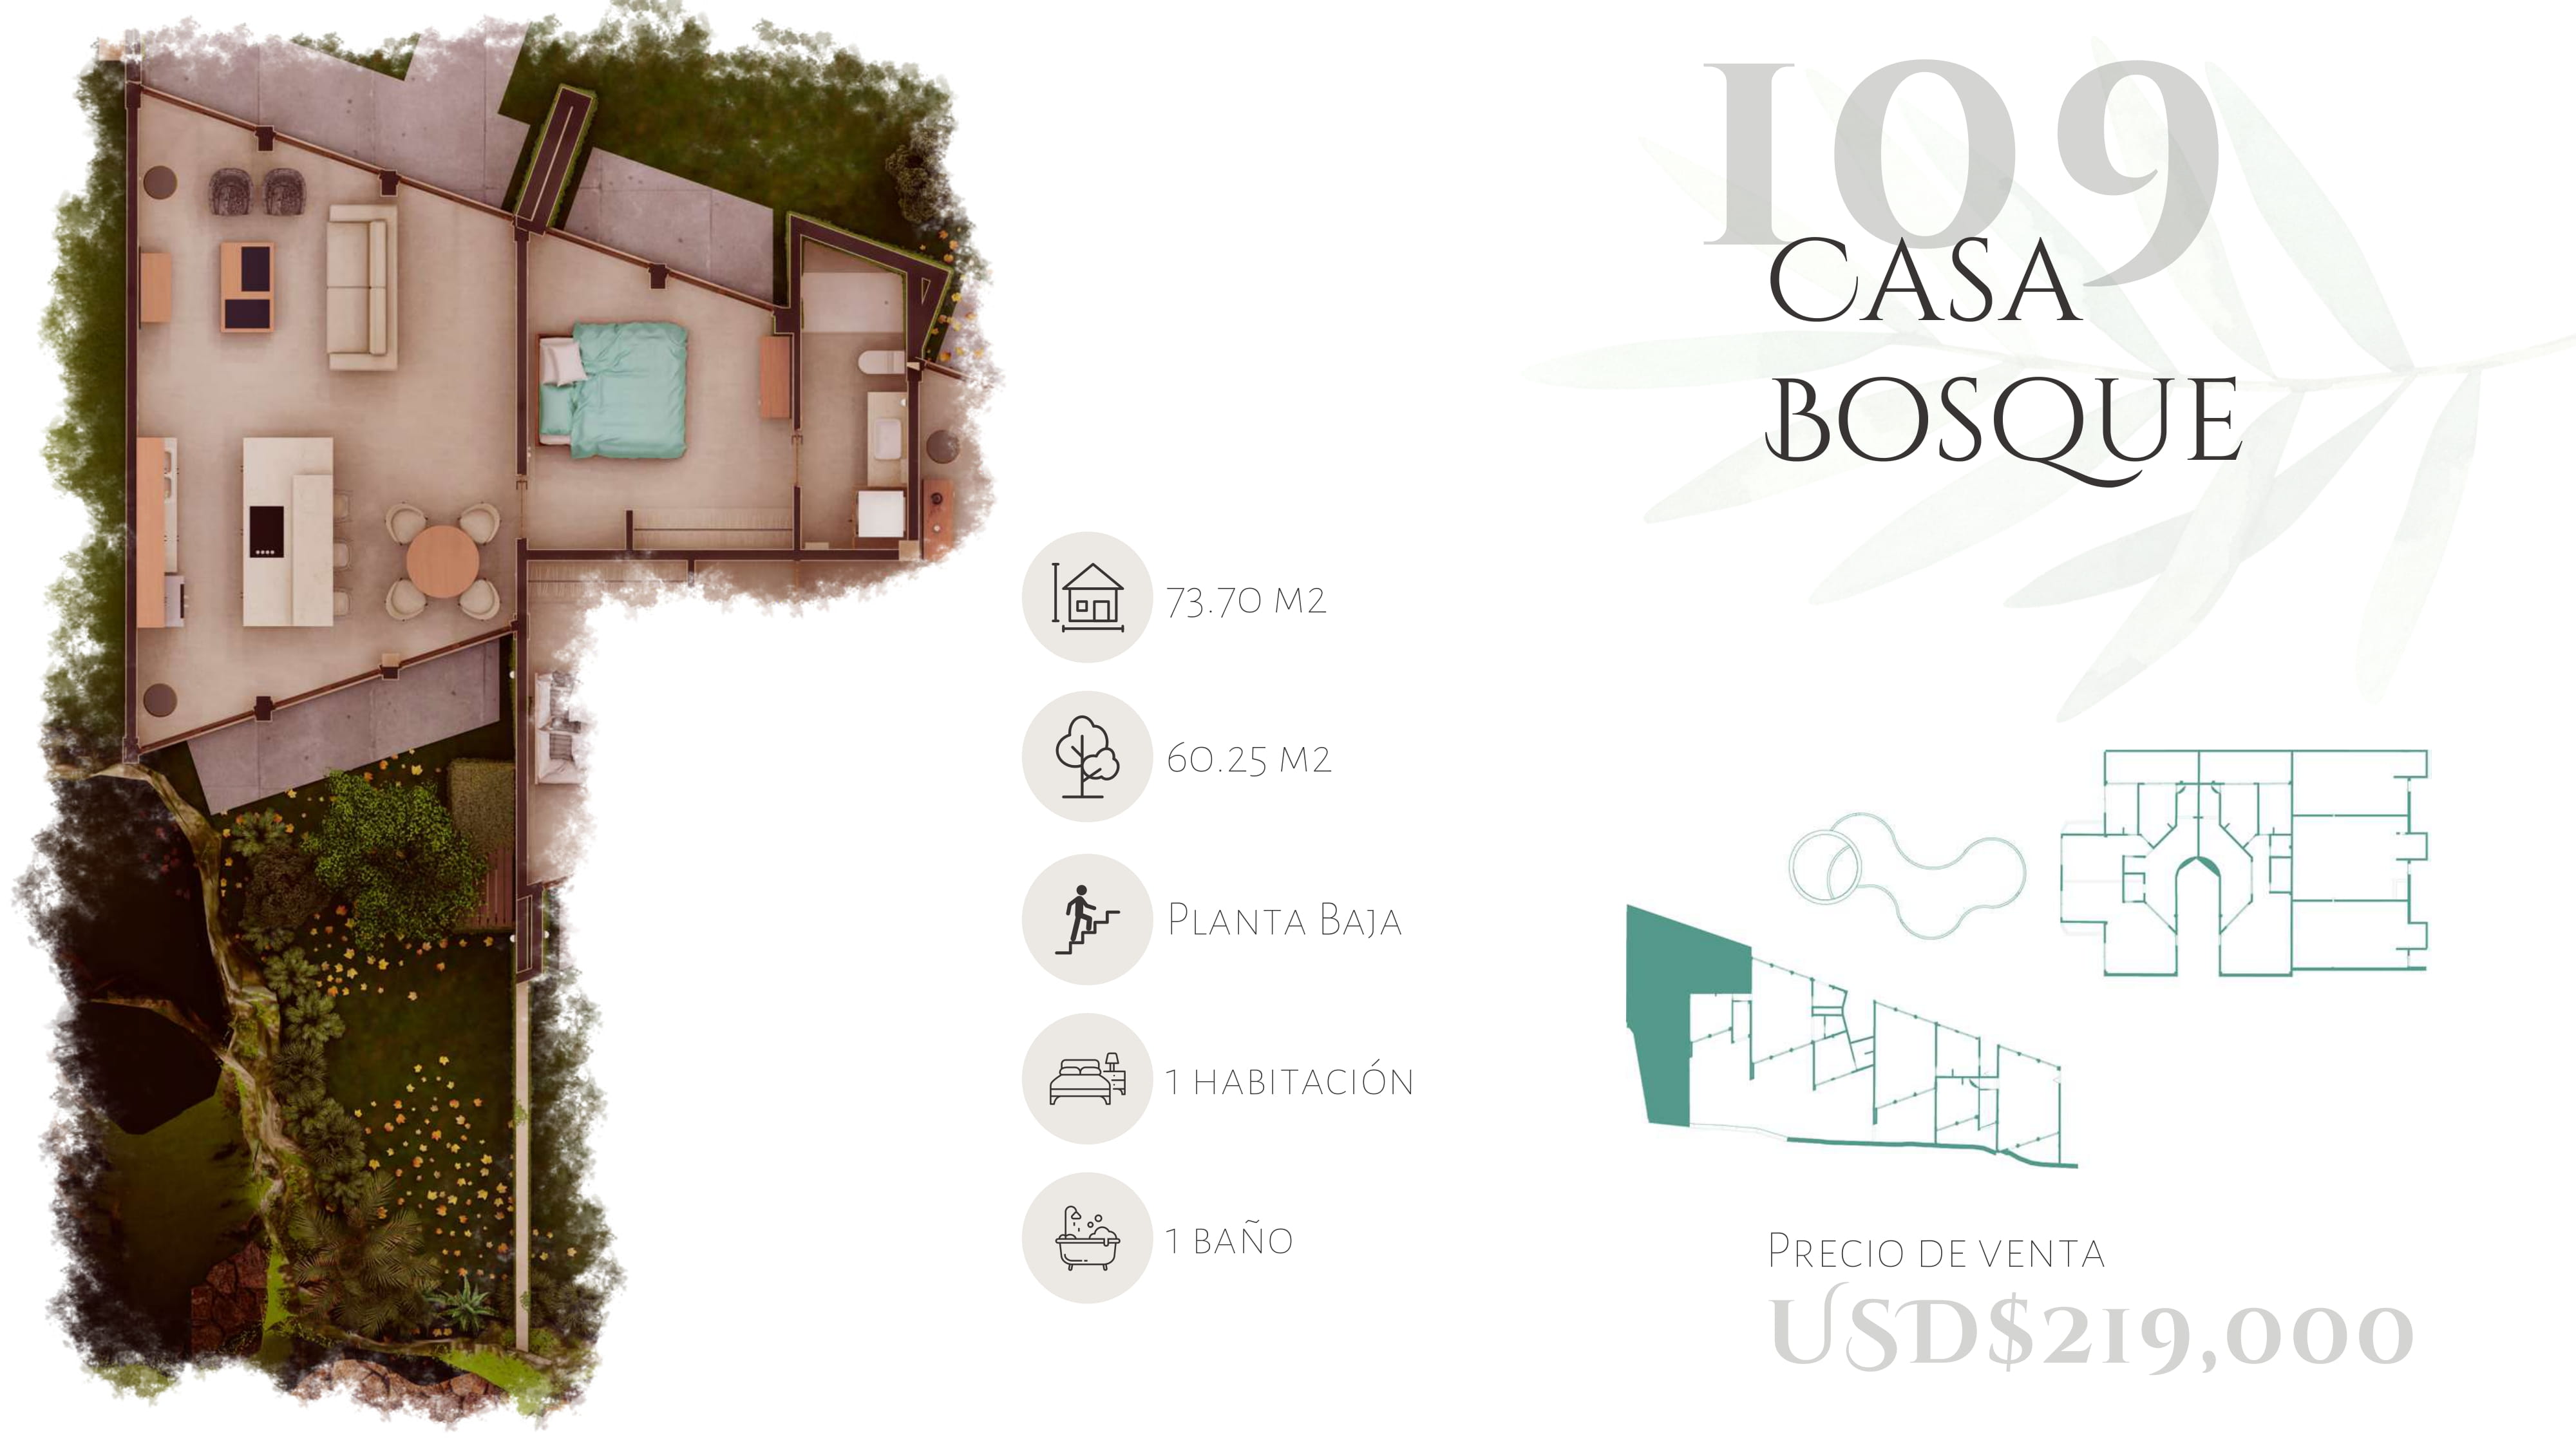 109
Casa
Bosque
73.70 m2
60.25 m2
Planta Baja
1 habitación
1 baño
Precio de venta
USD$219,000